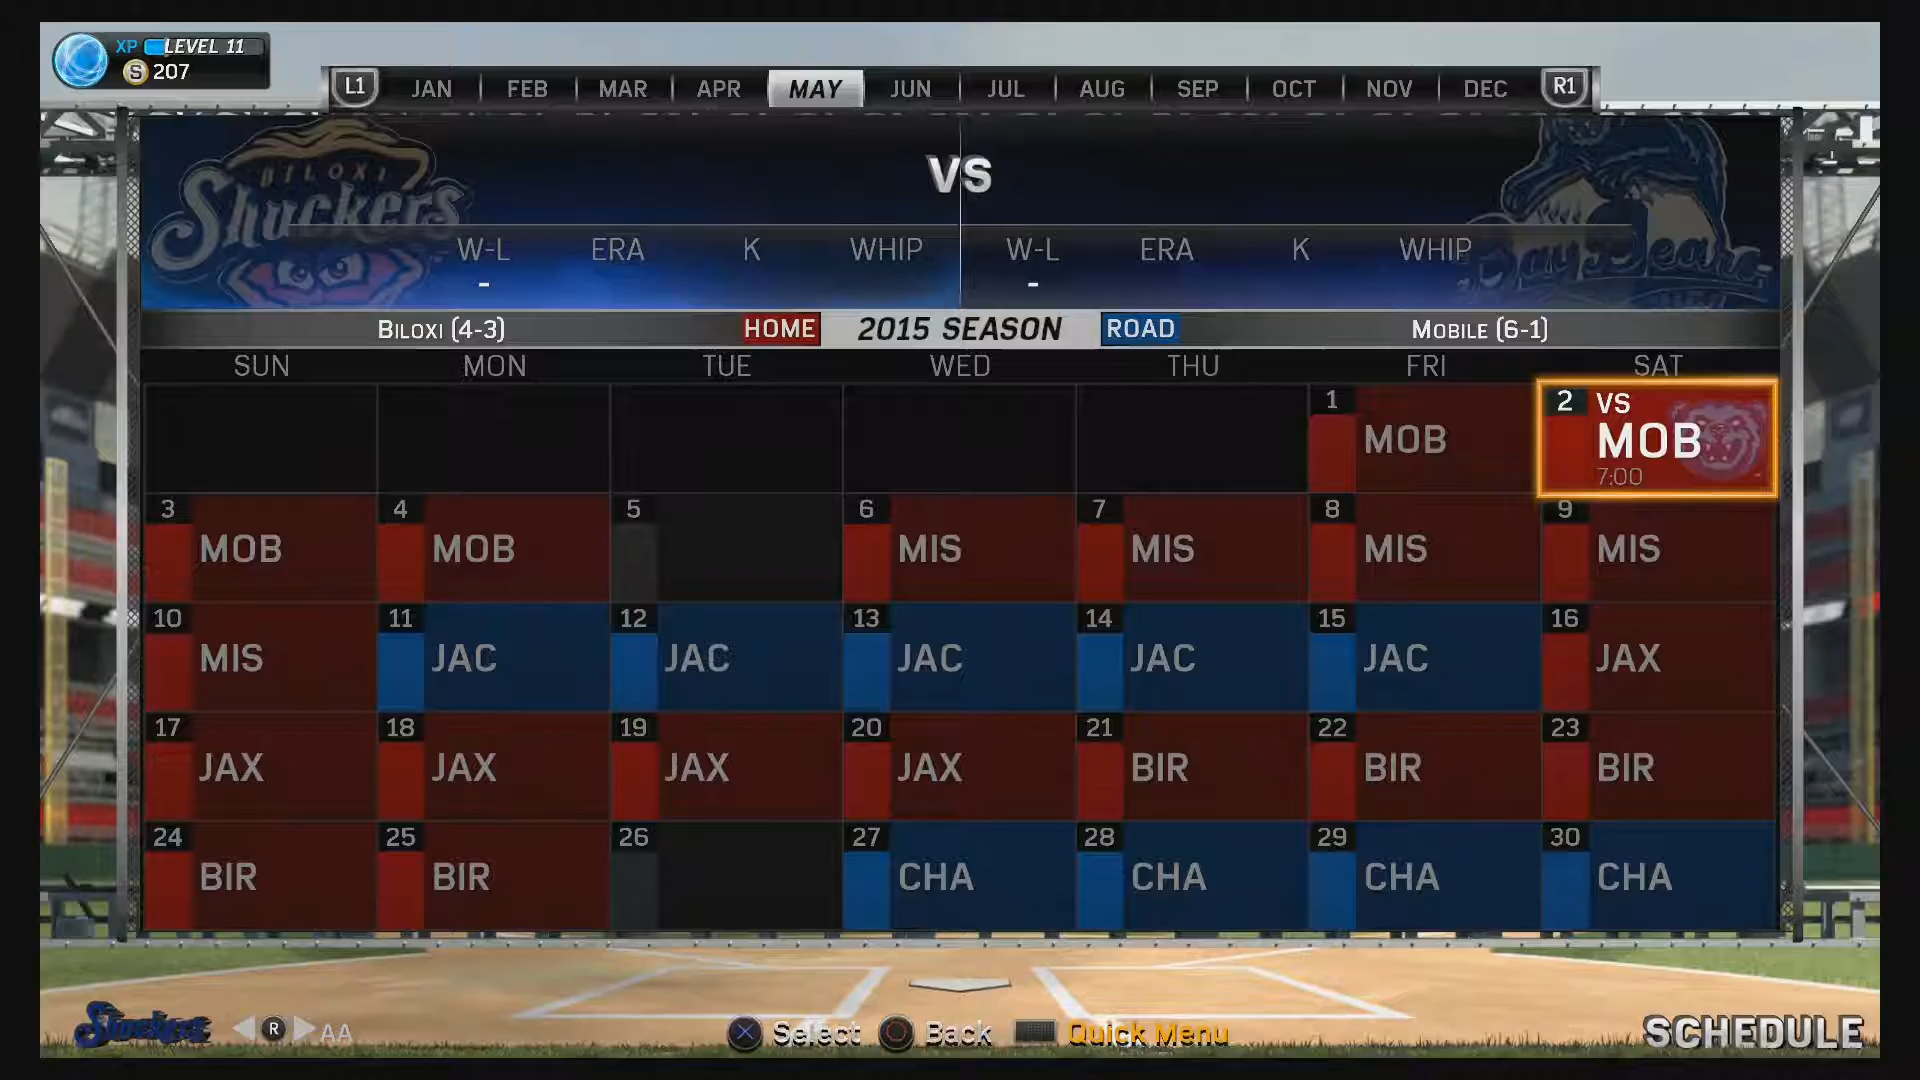 XP LEVEL 11
S 207
L1 JAN FEB MAR APR MAY JUN JUL AUG SEP OCT NOV DEC R1
BILOXI
Shuckers
VS
BayBears
W-L ERA K WHIP W-L ERA K WHIP
- -
BILOXI (4-3) HOME 2015 SEASON ROAD MOBILE (6-1)
SUN MON TUE WED THU FRI SAT
1 MOB
2 VS MOB 7:00
3 MOB 4 MOB 5 6 MIS 7 MIS 8 MIS 9 MIS
10 MIS 11 JAC 12 JAC 13 JAC 14 JAC 15 JAC 16 JAX
17 JAX 18 JAX 19 JAX 20 JAX 21 BIR 22 BIR 23 BIR
24 BIR 25 BIR 26 27 CHA 28 CHA 29 CHA 30 CHA
Shuckers R AA Select Back Quick Menu SCHEDULE